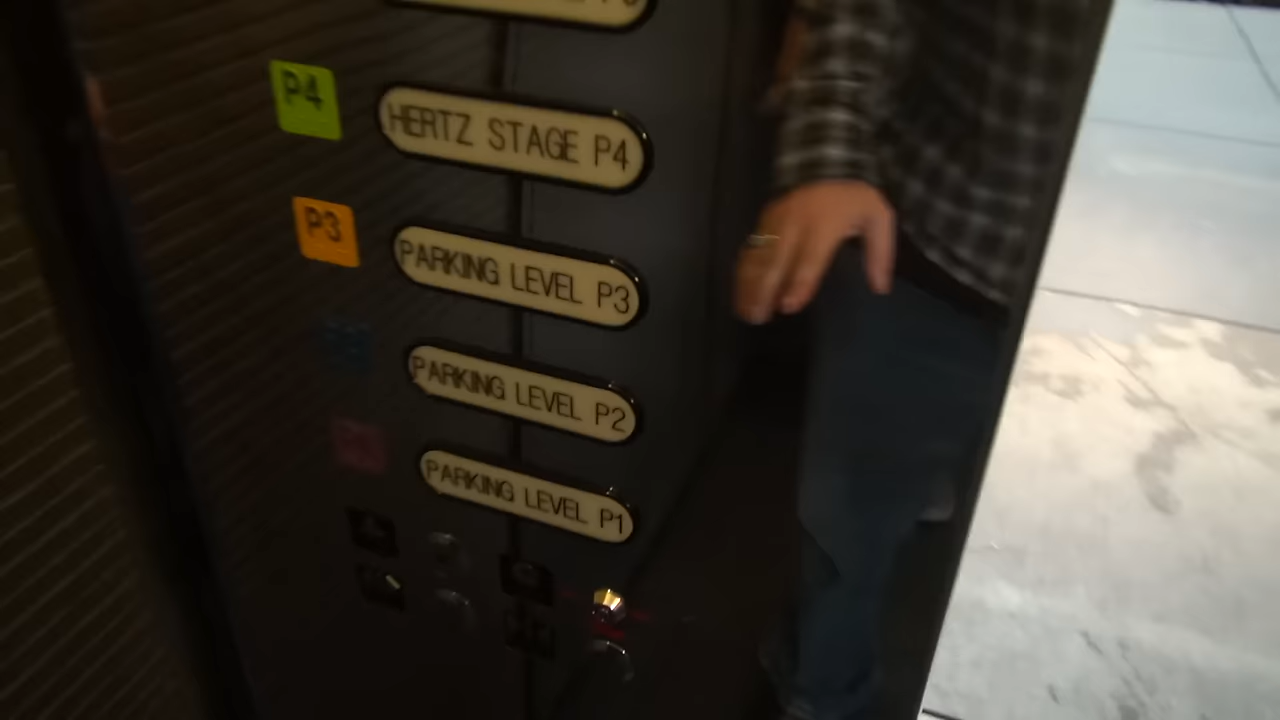 P4
HERTZ STAGE P4
P3
PARKING LEVEL P3
PARKING LEVEL P2
PARKING LEVEL P1